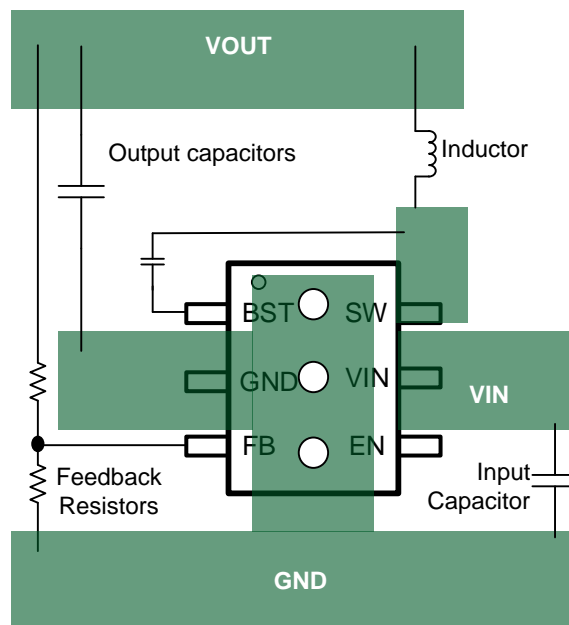 VOUT
Output capacitors
Inductor
BST
SW
GND
VIN
VIN
FB
EN
Feedback
Resistors
Input
Capacitor
GND